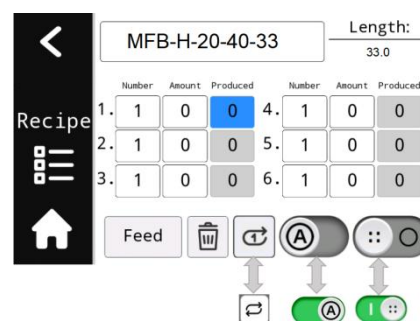 MFB-H-20-40-33
Length:
33.0
Recipe
Number Amount Produced Number Amount Produced
1. 1 0 0 4. 1 0 0
2. 1 0 0 5. 1 0 0
3. 1 0 0 6. 1 0 0
Feed 1 A
A I